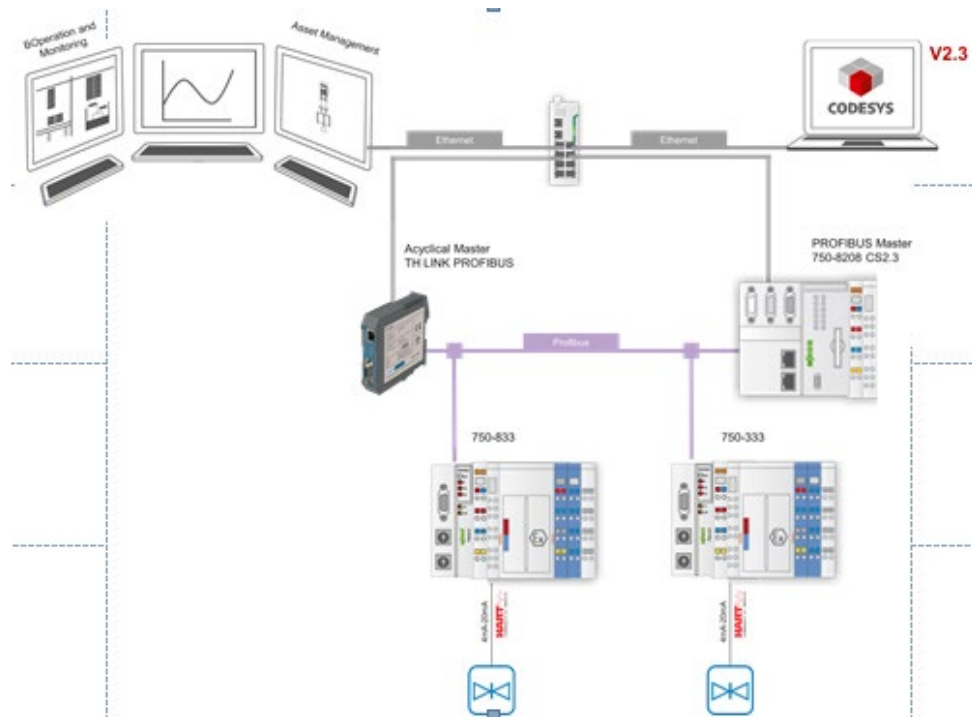 BOperation and
Monitoring
Asset Management
V2.3
CODESYS
Ethernet
Ethernet
Acyclical Master
TH LINK PROFIBUS
PROFIBUS Master
750-8208 CS2.3
Profibus
750-833
750-333
4mA-20mA
HART
4mA-20mA
HART